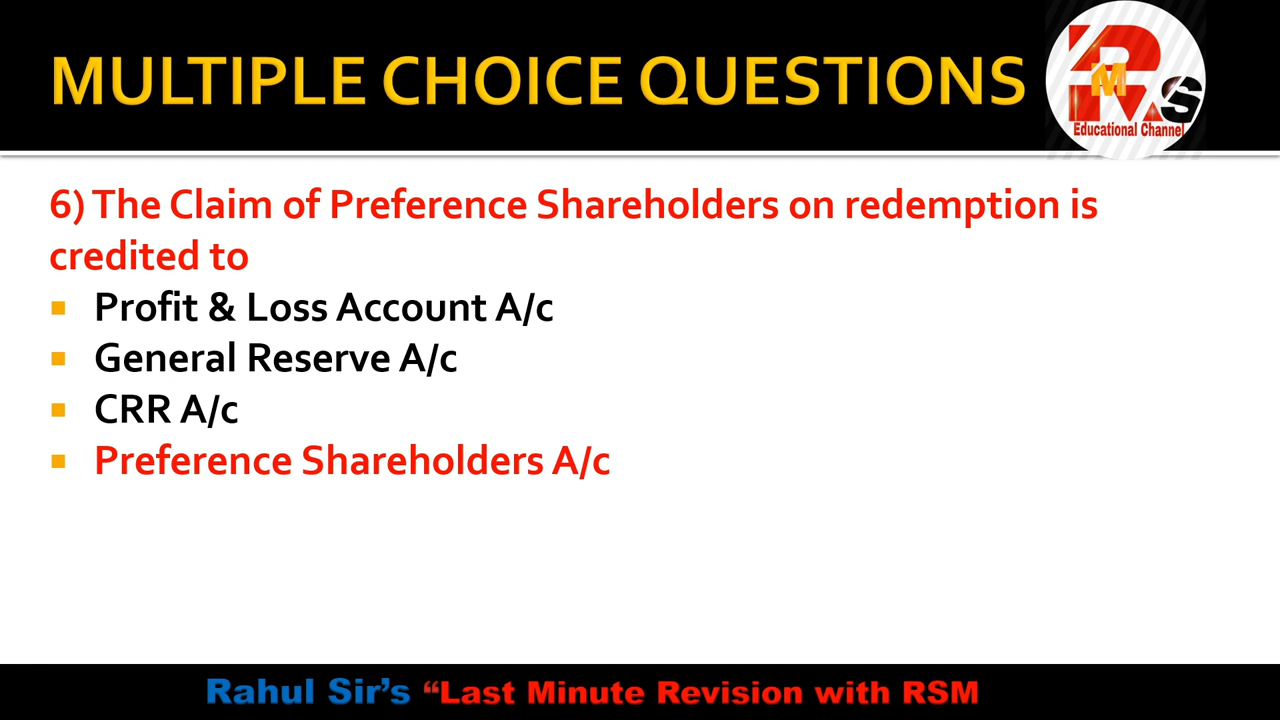 MULTIPLE CHOICE QUESTIONS
RMS
Educational Channel
6) The Claim of Preference Shareholders on redemption is
credited to
▪ Profit & Loss Account A/c
▪ General Reserve A/c
▪ CRR A/c
▪ Preference Shareholders A/c
Rahul Sir's “Last Minute Revision with RSM